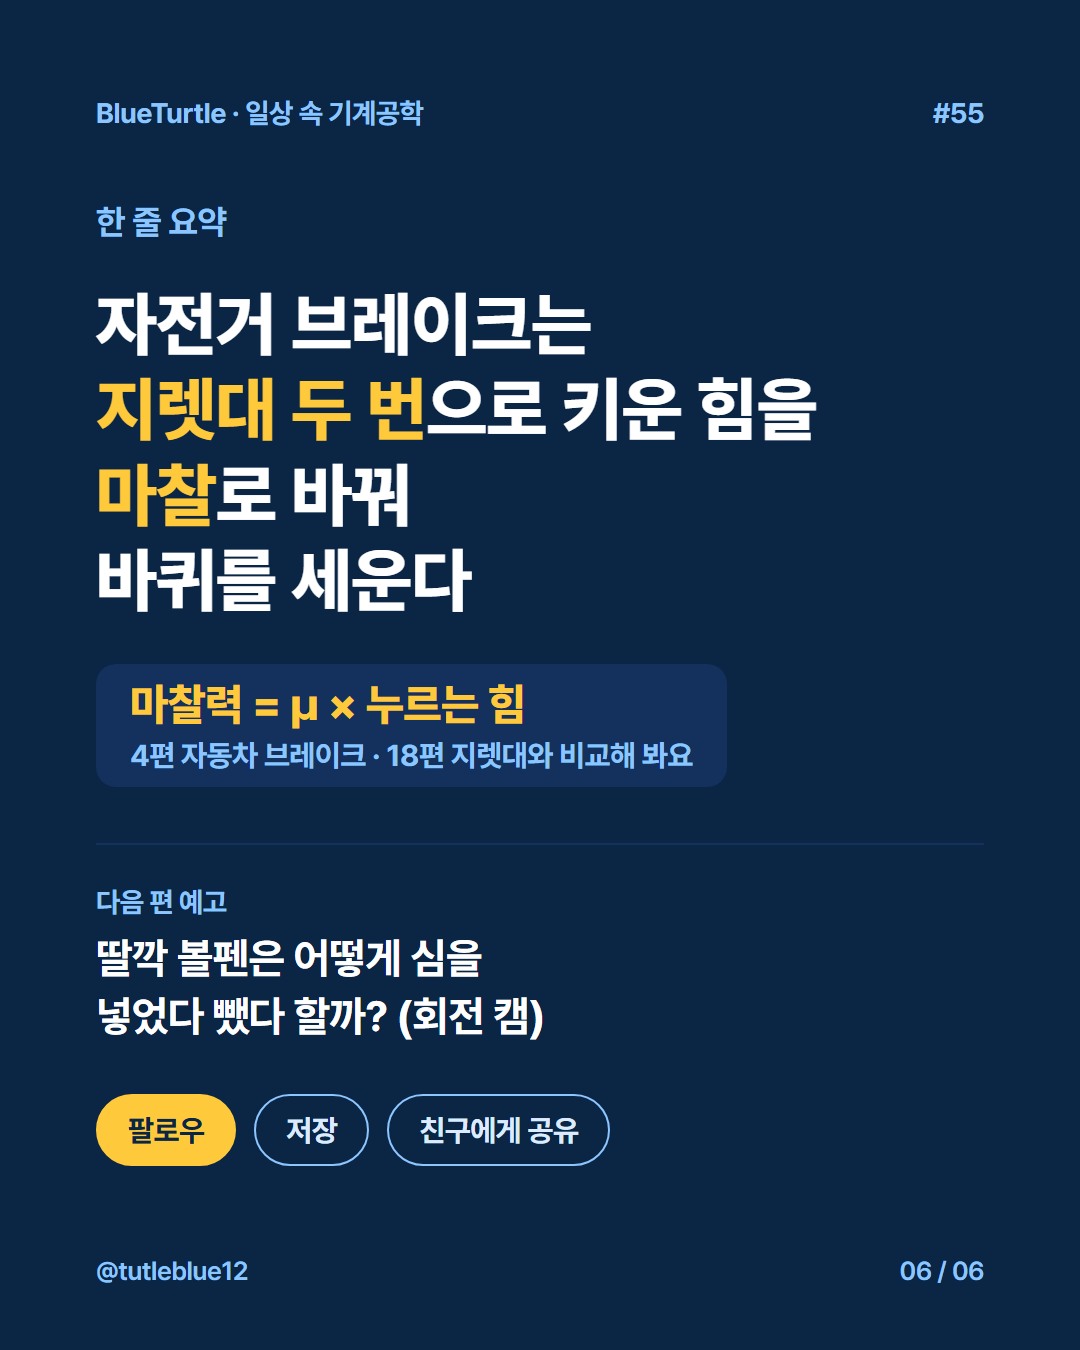 BlueTurtle · 일상 속 기계공학
#55
한 줄 요약
자전거 브레이크는
지렛대 두 번으로 키운 힘을
마찰로 바꿔
바퀴를 세운다
마찰력 = μ × 누르는 힘
4편 자동차 브레이크 · 18편 지렛대와 비교해 봐요
다음 편 예고
딸깍 볼펜은 어떻게 심을
넣었다 뺐다 할까? (회전 캠)
팔로우
저장
친구에게 공유
@tutleblue12
06 / 06